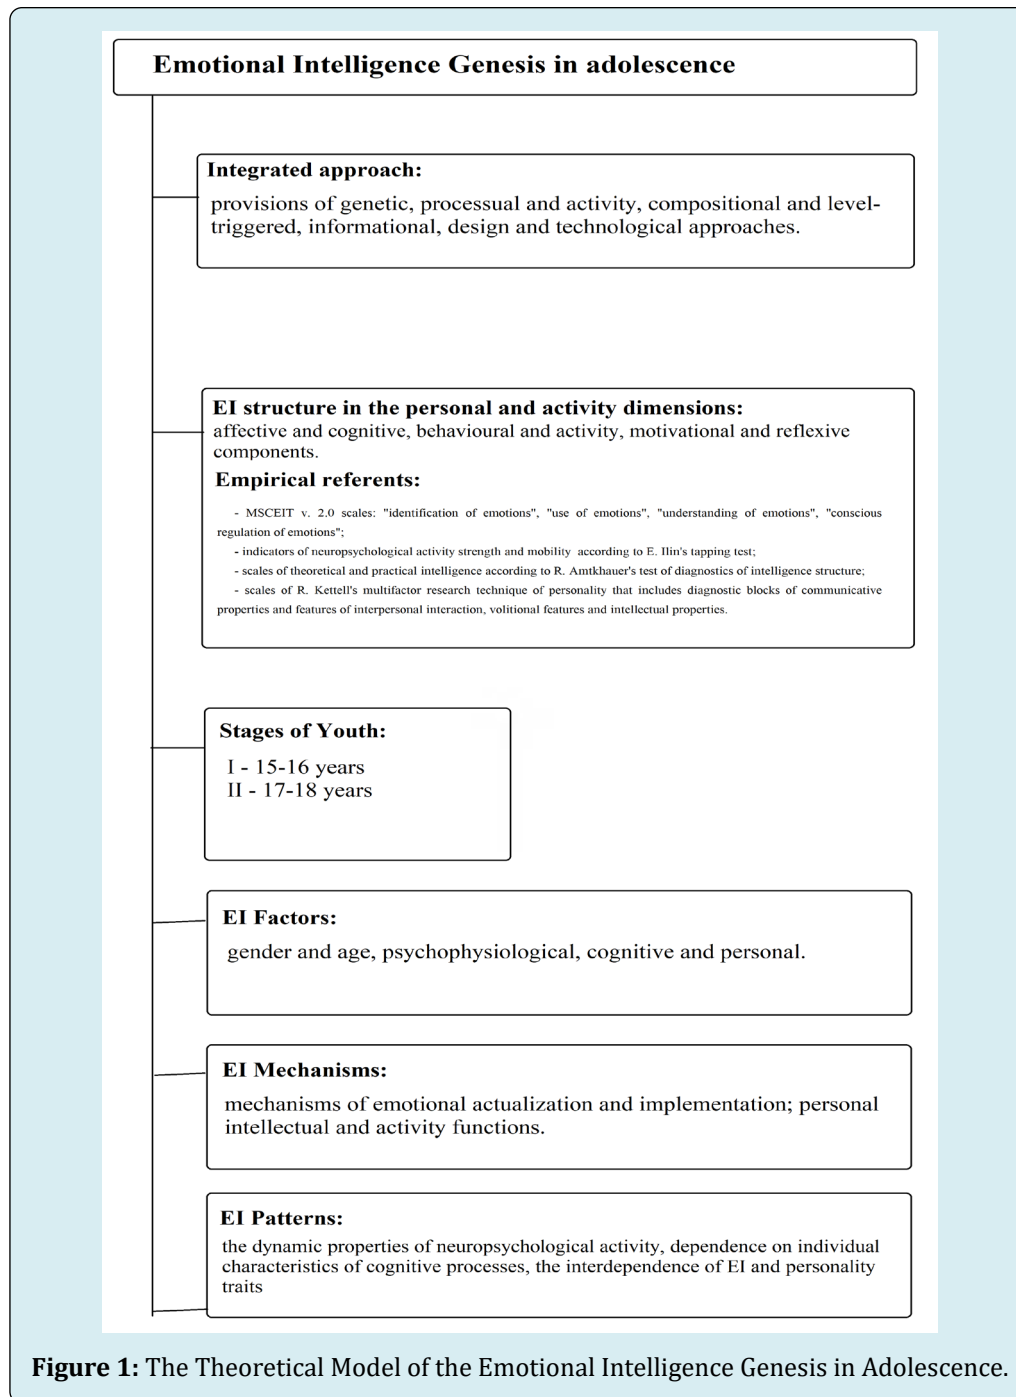 Emotional Intelligence Genesis in adolescence
Integrated approach:
provisions of genetic, processual and activity, compositional and level-
triggered, informational, design and technological approaches.
EI structure in the personal and activity dimensions:
affective and cognitive, behavioural and activity, motivational and reflexive
components.
Empirical referents:
- MSCEIT v. 2.0 scales: "identification of emotions", "use of emotions", "understanding of emotions", "conscious
regulation of emotions";
- indicators of neuropsychological activity strength and mobility according to E. Ilin's tapping test;
- scales of theoretical and practical intelligence according to R. Amtkhauer's test of diagnostics of intelligence structure;
- scales of R. Kettell's multifactor research technique of personality that includes diagnostic blocks of communicative
properties and features of interpersonal interaction, volitional features and intellectual properties.
Stages of Youth:
I - 15-16 years
II - 17-18 years
EI Factors:
gender and age, psychophysiological, cognitive and personal.
EI Mechanisms:
mechanisms of emotional actualization and implementation; personal
intellectual and activity functions.
EI Patterns:
the dynamic properties of neuropsychological activity, dependence on individual
characteristics of cognitive processes, the interdependence of EI and personality
traits
Figure 1: The Theoretical Model of the Emotional Intelligence Genesis in Adolescence.